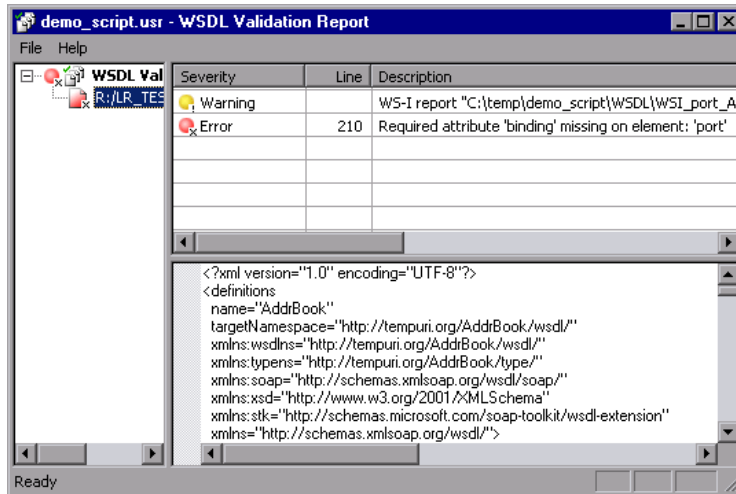 demo_script.usr - WSDL Validation Report
File Help
WSDL Val
R:/LR_TES
Severity Line Description
Warning WS-I report "C:\temp\demo_script\WSDL\WSI_port_A
Error 210 Required attribute 'binding' missing on element: 'port'
<?xml version="1.0" encoding="UTF-8"?>
<definitions
name="AddrBook"
targetNamespace="http://tempuri.org/AddrBook/wsdl/"
xmlns:wsdlns="http://tempuri.org/AddrBook/wsdl/"
xmlns:typens="http://tempuri.org/AddrBook/type/"
xmlns:soap="http://schemas.xmlsoap.org/wsdl/soap/"
xmlns:xsd="http://www.w3.org/2001/XMLSchema"
xmlns:stk="http://schemas.microsoft.com/soap-toolkit/wsdl-extension"
xmlns="http://schemas.xmlsoap.org/wsdl/">
Ready